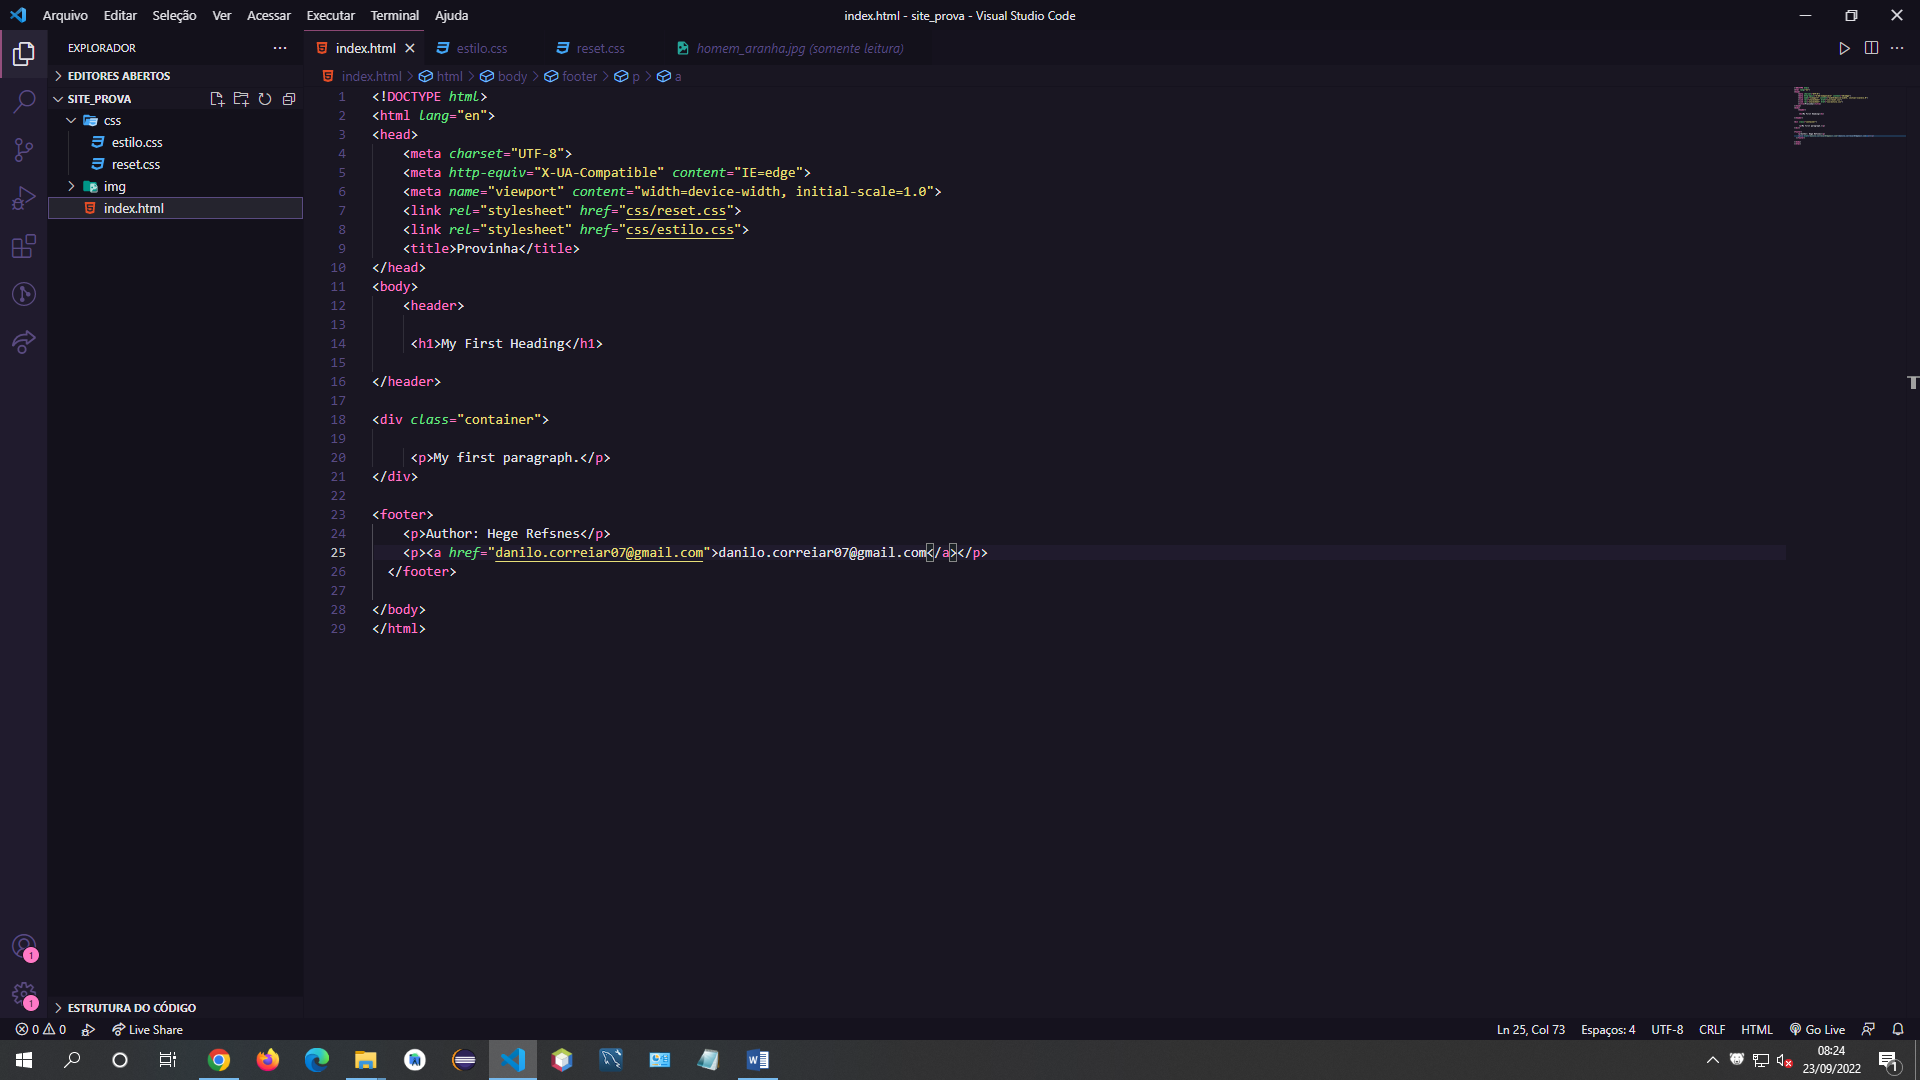 Arquivo Editar Seleção Ver Acessar Executar Terminal Ajuda
index.html - site_prova - Visual Studio Code
EXPLORADOR
EDITORES ABERTOS
SITE_PROVA
css
estilo.css
reset.css
img
index.html
ESTRUTURA DO CÓDIGO
index.html estilo.css reset.css homem_aranha.jpg (somente leitura)
index.html > html > body > footer > p > a
1 <!DOCTYPE html>
2 <html lang="en">
3 <head>
4 <meta charset="UTF-8">
5 <meta http-equiv="X-UA-Compatible" content="IE=edge">
6 <meta name="viewport" content="width=device-width, initial-scale=1.0">
7 <link rel="stylesheet" href="css/reset.css">
8 <link rel="stylesheet" href="css/estilo.css">
9 <title>Provinha</title>
10 </head>
11 <body>
12 <header>
13
14 <h1>My First Heading</h1>
15
16 </header>
17
18 <div class="container">
19
20 <p>My first paragraph.</p>
21 </div>
22
23 <footer>
24 <p>Author: Hege Refsnes</p>
25 <p><a href="danilo.correiar07@gmail.com">danilo.correiar07@gmail.com</a></p>
26 </footer>
27
28 </body>
29 </html>
1
1
0 0 Live Share
Ln 25, Col 73 Espaços: 4 UTF-8 CRLF HTML Go Live
08:24
23/09/2022
1